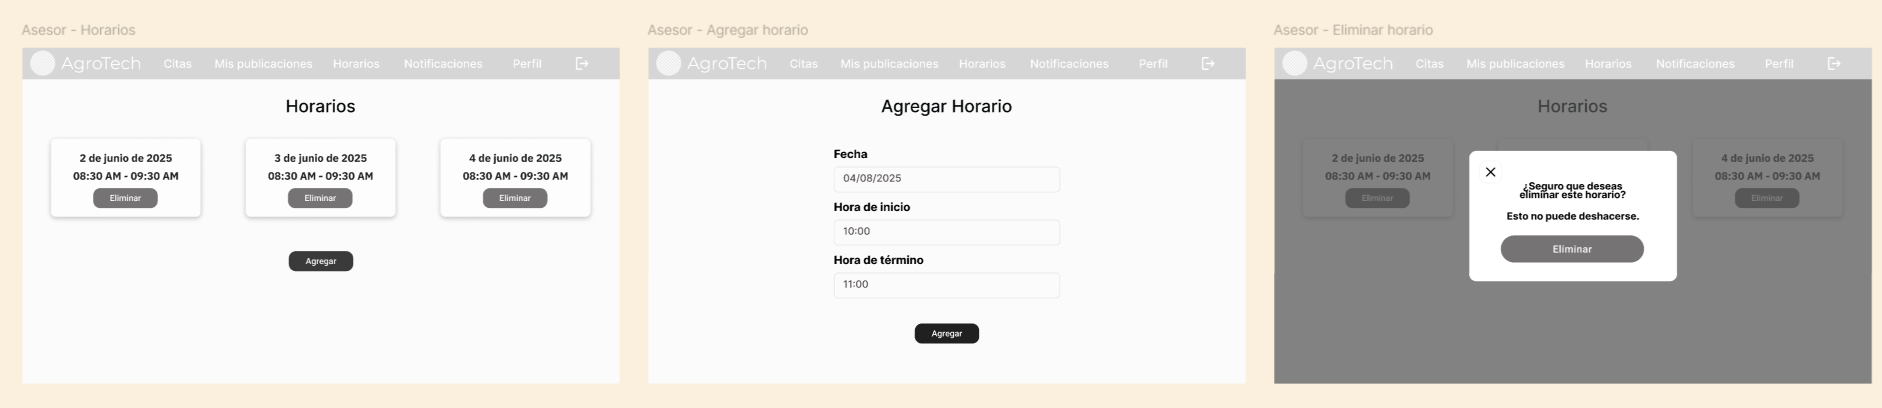 Asesor - Horarios
AgroTech Citas Mis publicaciones Horarios Notificaciones Perfil
Horarios
2 de junio de 2025
08:30 AM - 09:30 AM
Eliminar
3 de junio de 2025
08:30 AM - 09:30 AM
Eliminar
4 de junio de 2025
08:30 AM - 09:30 AM
Eliminar
Agregar
Asesor - Agregar horario
AgroTech Citas Mis publicaciones Horarios Notificaciones Perfil
Agregar Horario
Fecha
04/08/2025
Hora de inicio
10:00
Hora de término
11:00
Agregar
Asesor - Eliminar horario
AgroTech Citas Mis publicaciones Horarios Notificaciones Perfil
Horarios
2 de junio de 2025
08:30 AM - 09:30 AM
Eliminar
4 de junio de 2025
08:30 AM - 09:30 AM
Eliminar
¿Seguro que deseas
eliminar este horario?
Esto no puede deshacerse.
Eliminar